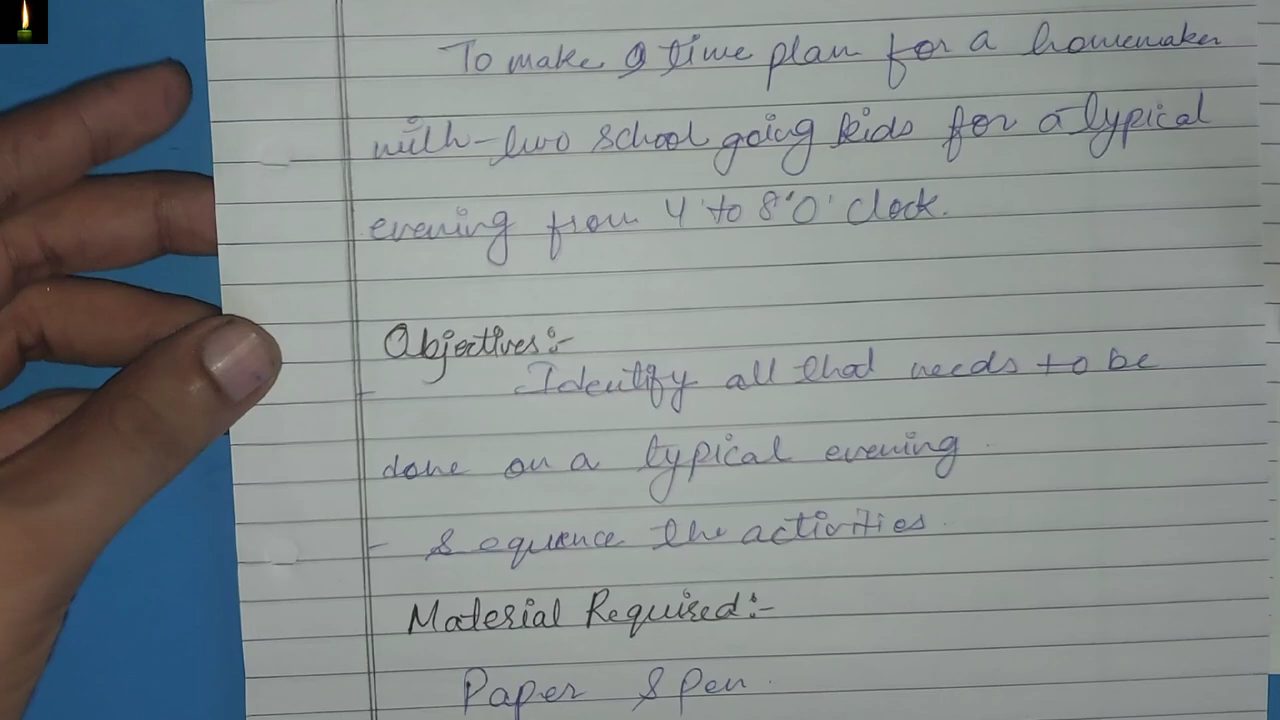 To make a time plan for a homemaker
with two school going kids for a typical
evening from 4 to 8'0' clock.
Objectives:-
- Identify all that needs to be
done on a typical evening.
- Sequence the activities.
Material Required:-
Paper & Pen.